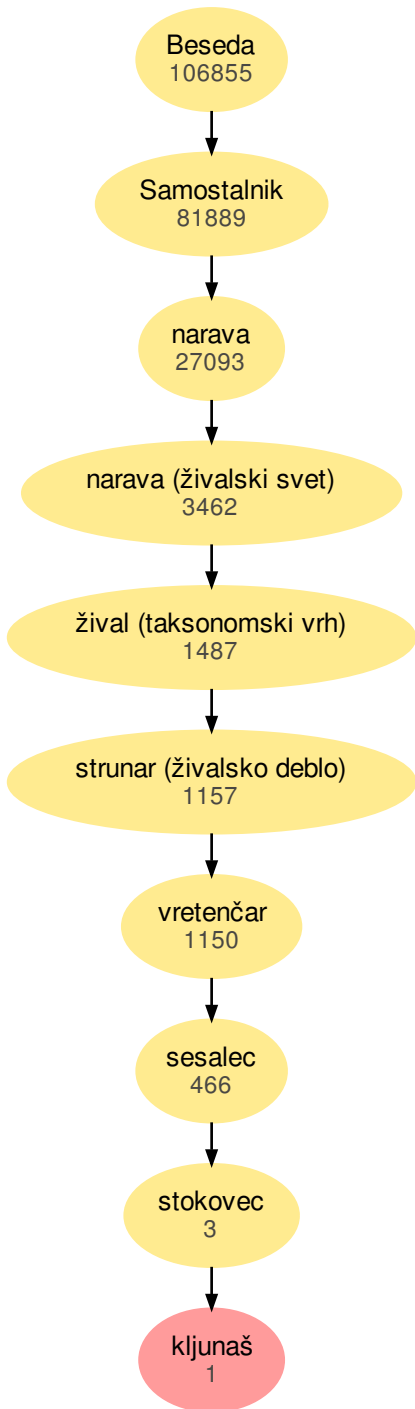 Beseda
106855
Samostalnik
81889
narava
27093
narava (živalski svet)
3462
žival (taksonomski vrh)
1487
strunar (živalsko deblo)
1157
vretenčar
1150
sesalec
466
stokovec
3
kljunaš
1